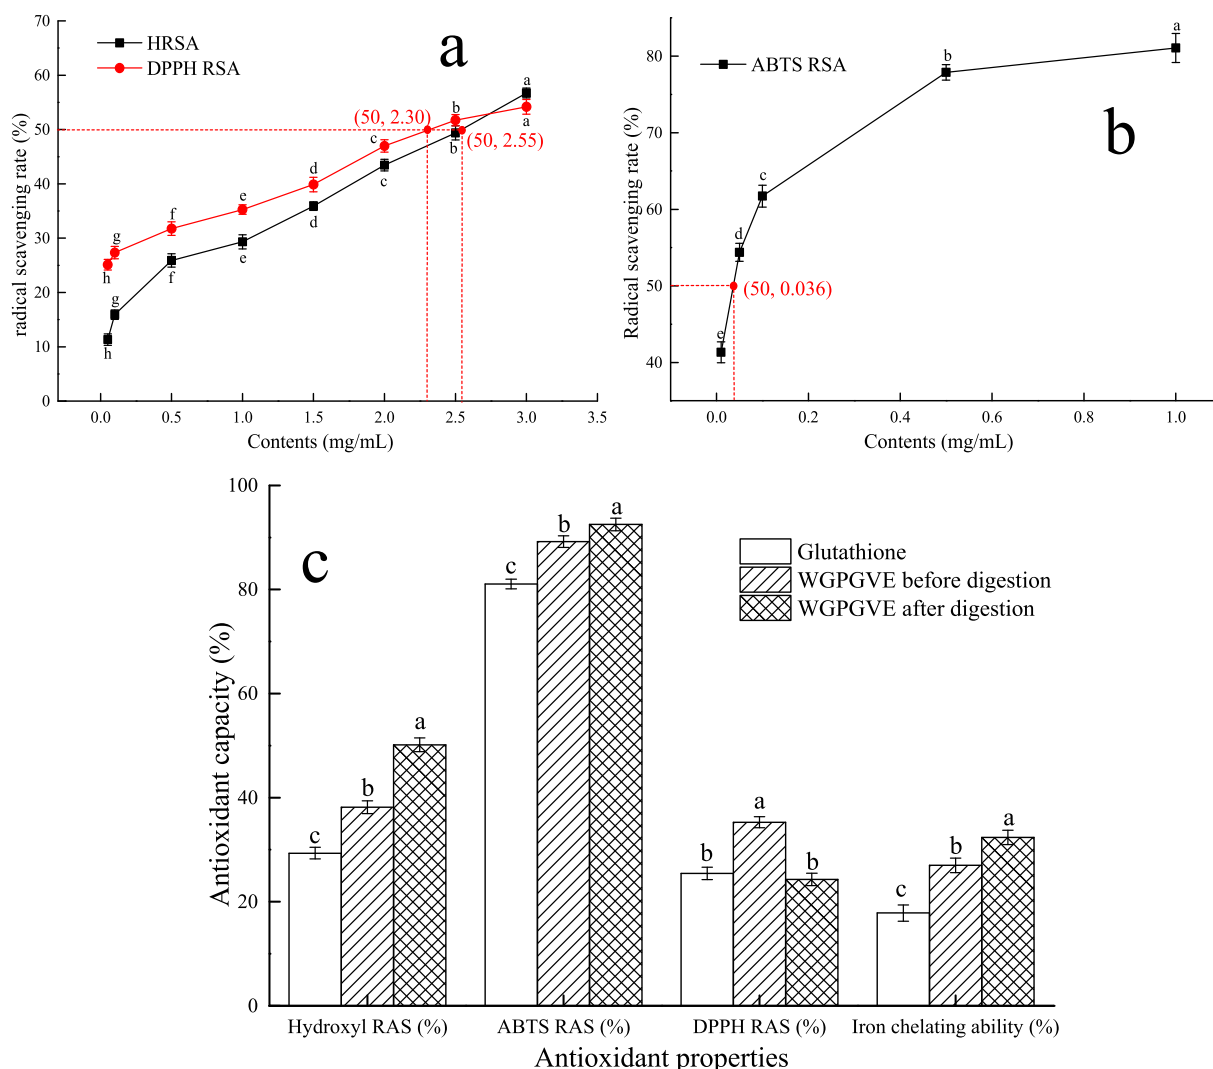 a
HRSA
DPPH RSA
radical scavenging rate (%)
70
60
50
40
30
20
10
0
0.0 0.5 1.0 1.5 2.0 2.5 3.0 3.5
Contents (mg/mL)
(50, 2.30)
(50, 2.55)
h g f e d c b a
h g f e d c b a
b
ABTS RSA
Radical scavenging rate (%)
80
70
60
50
40
0.0 0.2 0.4 0.6 0.8 1.0
Contents (mg/mL)
(50, 0.036)
e d c b a
c
Glutathione
WGPGVE before digestion
WGPGVE after digestion
Antioxidant capacity (%)
100
80
60
40
20
0
c b a
c b a
b a b
c b a
Hydroxyl RAS (%) ABTS RAS (%) DPPH RAS (%) Iron chelating ability (%)
Antioxidant properties